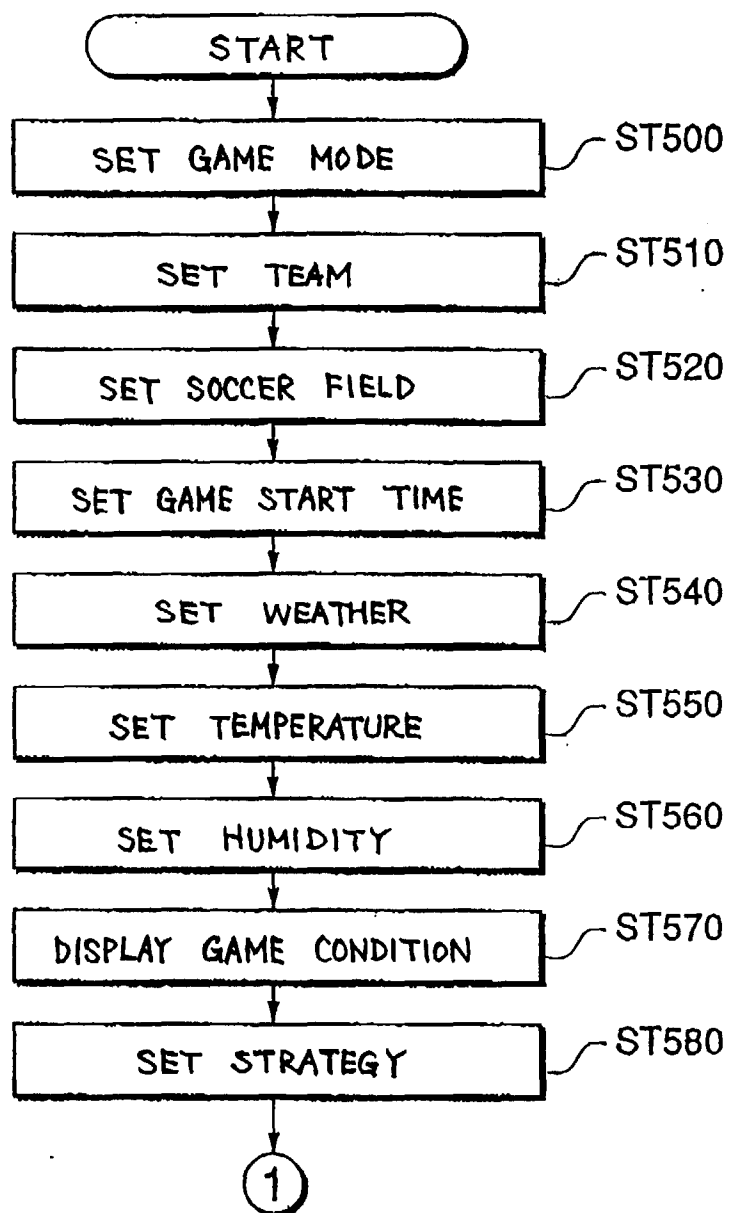 START
SET GAME MODE
ST500
SET TEAM
ST510
SET SOCCER FIELD
ST520
SET GAME START TIME
ST530
SET WEATHER
ST540
SET TEMPERATURE
ST550
SET HUMIDITY
ST560
DISPLAY GAME CONDITION
ST570
SET STRATEGY
ST580
1